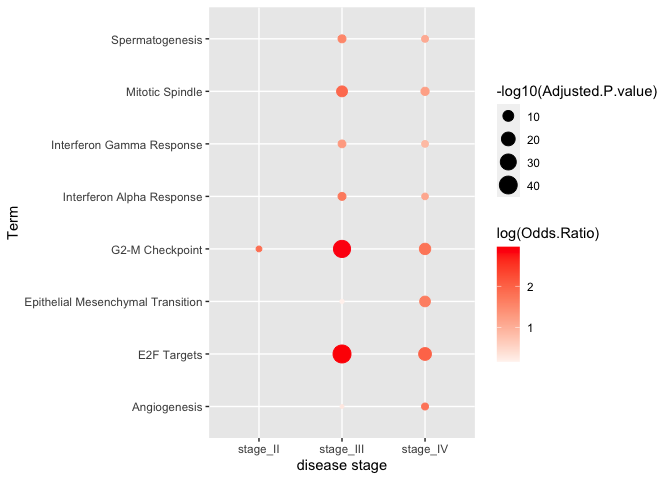 Term
Spermatogenesis
Mitotic Spindle
Interferon Gamma Response
Interferon Alpha Response
G2-M Checkpoint
Epithelial Mesenchymal Transition
E2F Targets
Angiogenesis
stage_II stage_III stage_IV
disease stage
-log10(Adjusted.P.value)
10
20
30
40
log(Odds.Ratio)
2
1